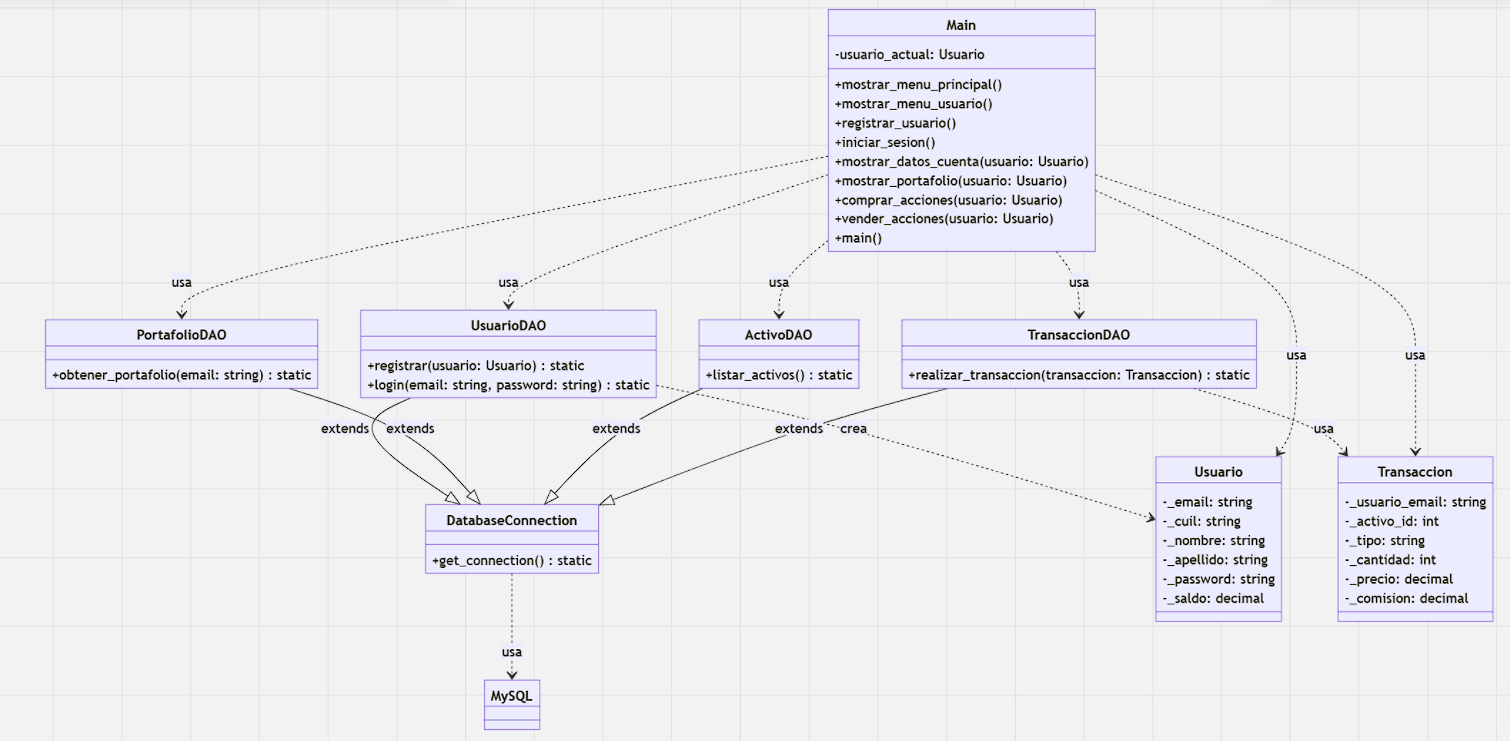 Main
-usuario_actual: Usuario
+mostrar_menu_principal()
+mostrar_menu_usuario()
+registrar_usuario()
+iniciar_sesion()
+mostrar_datos_cuenta(usuario: Usuario)
+mostrar_portafolio(usuario: Usuario)
+comprar_acciones(usuario: Usuario)
+vender_acciones(usuario: Usuario)
+main()
usa
usa
usa
usa
usa
usa
PortafolioDAO
+obtener_portafolio(email: string) : static
UsuarioDAO
+registrar(usuario: Usuario) : static
+login(email: string, password: string) : static
ActivoDAO
+listar_activos() : static
TransaccionDAO
+realizar_transaccion(transaccion: Transaccion) : static
extends
extends
extends
extends
crea
usa
DatabaseConnection
+get_connection() : static
Usuario
-_email: string
-_cuil: string
-_nombre: string
-_apellido: string
-_password: string
-_saldo: decimal
Transaccion
-_usuario_email: string
-_activo_id: int
-_tipo: string
-_cantidad: int
-_precio: decimal
-_comision: decimal
usa
MySQL